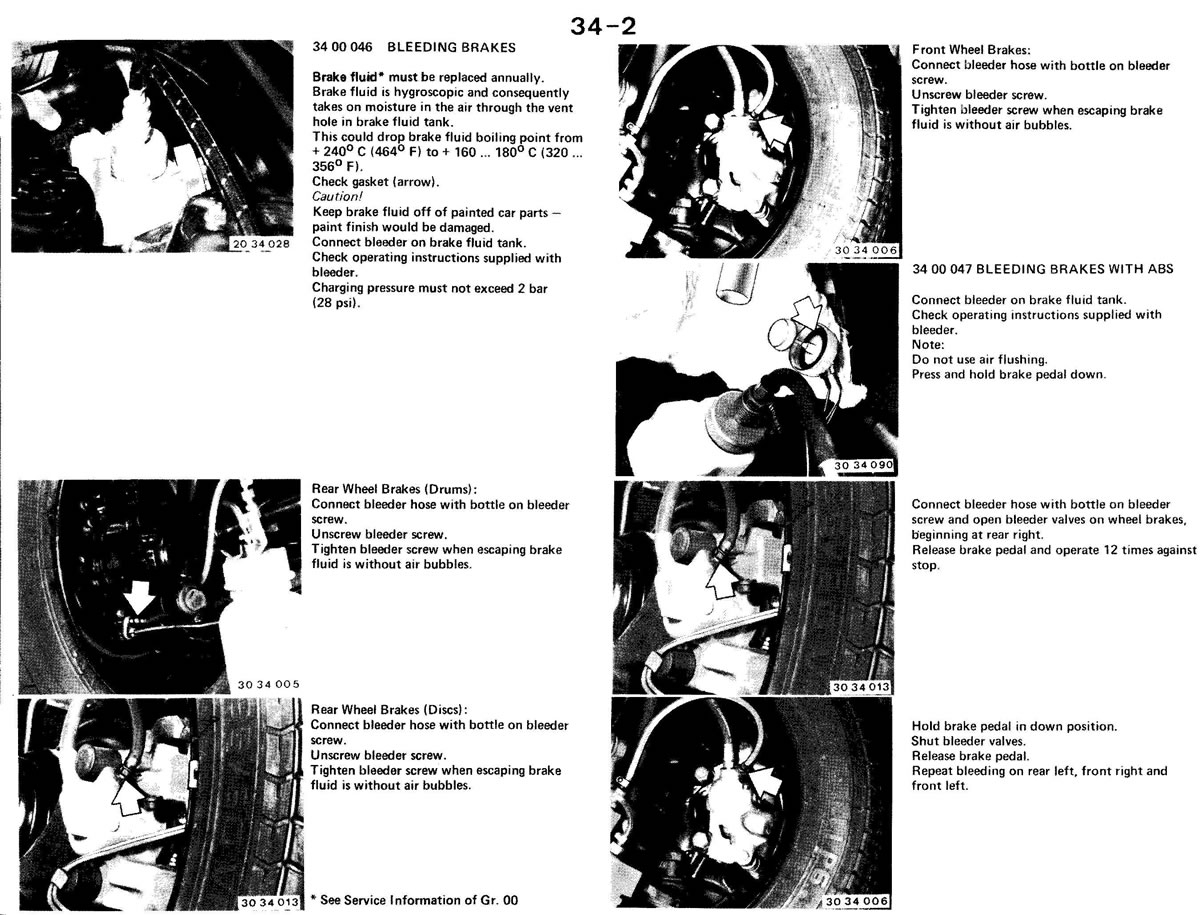 34-2
34 00 046 BLEEDING BRAKES
Brake fluid* must be replaced annually.
Brake fluid is hygroscopic and consequently
takes on moisture in the air through the vent
hole in brake fluid tank.
This could drop brake fluid boiling point from
+ 240° C (464° F) to + 160 ... 180° C (320 ...
356° F).
Check gasket (arrow).
Caution!
Keep brake fluid off of painted car parts —
paint finish would be damaged.
Connect bleeder on brake fluid tank.
Check operating instructions supplied with
bleeder.
Charging pressure must not exceed 2 bar
(28 psi).
20 34 028
Rear Wheel Brakes (Drums):
Connect bleeder hose with bottle on bleeder
screw.
Unscrew bleeder screw.
Tighten bleeder screw when escaping brake
fluid is without air bubbles.
30 34 005
Rear Wheel Brakes (Discs):
Connect bleeder hose with bottle on bleeder
screw.
Unscrew bleeder screw.
Tighten bleeder screw when escaping brake
fluid is without air bubbles.
30 34 013
* See Service Information of Gr. 00
Front Wheel Brakes:
Connect bleeder hose with bottle on bleeder
screw.
Unscrew bleeder screw.
Tighten bleeder screw when escaping brake
fluid is without air bubbles.
30 34 006
34 00 047 BLEEDING BRAKES WITH ABS
Connect bleeder on brake fluid tank.
Check operating instructions supplied with
bleeder.
Note:
Do not use air flushing.
Press and hold brake pedal down.
30 34 090
Connect bleeder hose with bottle on bleeder
screw and open bleeder valves on wheel brakes,
beginning at rear right.
Release brake pedal and operate 12 times against
stop.
30 34 013
Hold brake pedal in down position.
Shut bleeder valves.
Release brake pedal.
Repeat bleeding on rear left, front right and
front left.
30 34 006